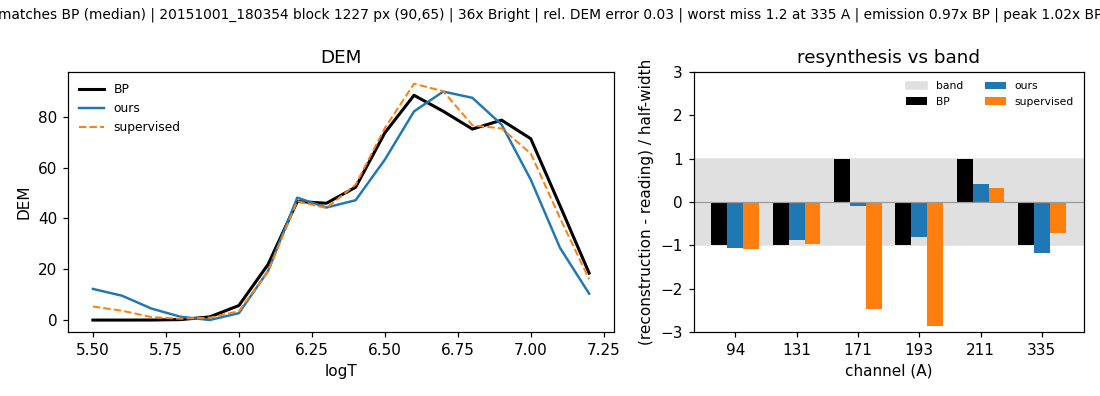 matches BP (median) | 20151001_180354 block 1227 px (90,65) | 36x Bright | rel. DEM error 0.03 | worst miss 1.2 at 335 A | emission 0.97x BP | peak 1.02x BP
DEM
BP
ours
supervised
DEM
80
60
40
20
0
5.50
5.75
6.00
6.25
6.50
6.75
7.00
7.25
logT
resynthesis vs band
band
BP
ours
supervised
(reconstruction - reading) / half-width
3
2
1
0
−1
−2
−3
94
131
171
193
211
335
channel (A)